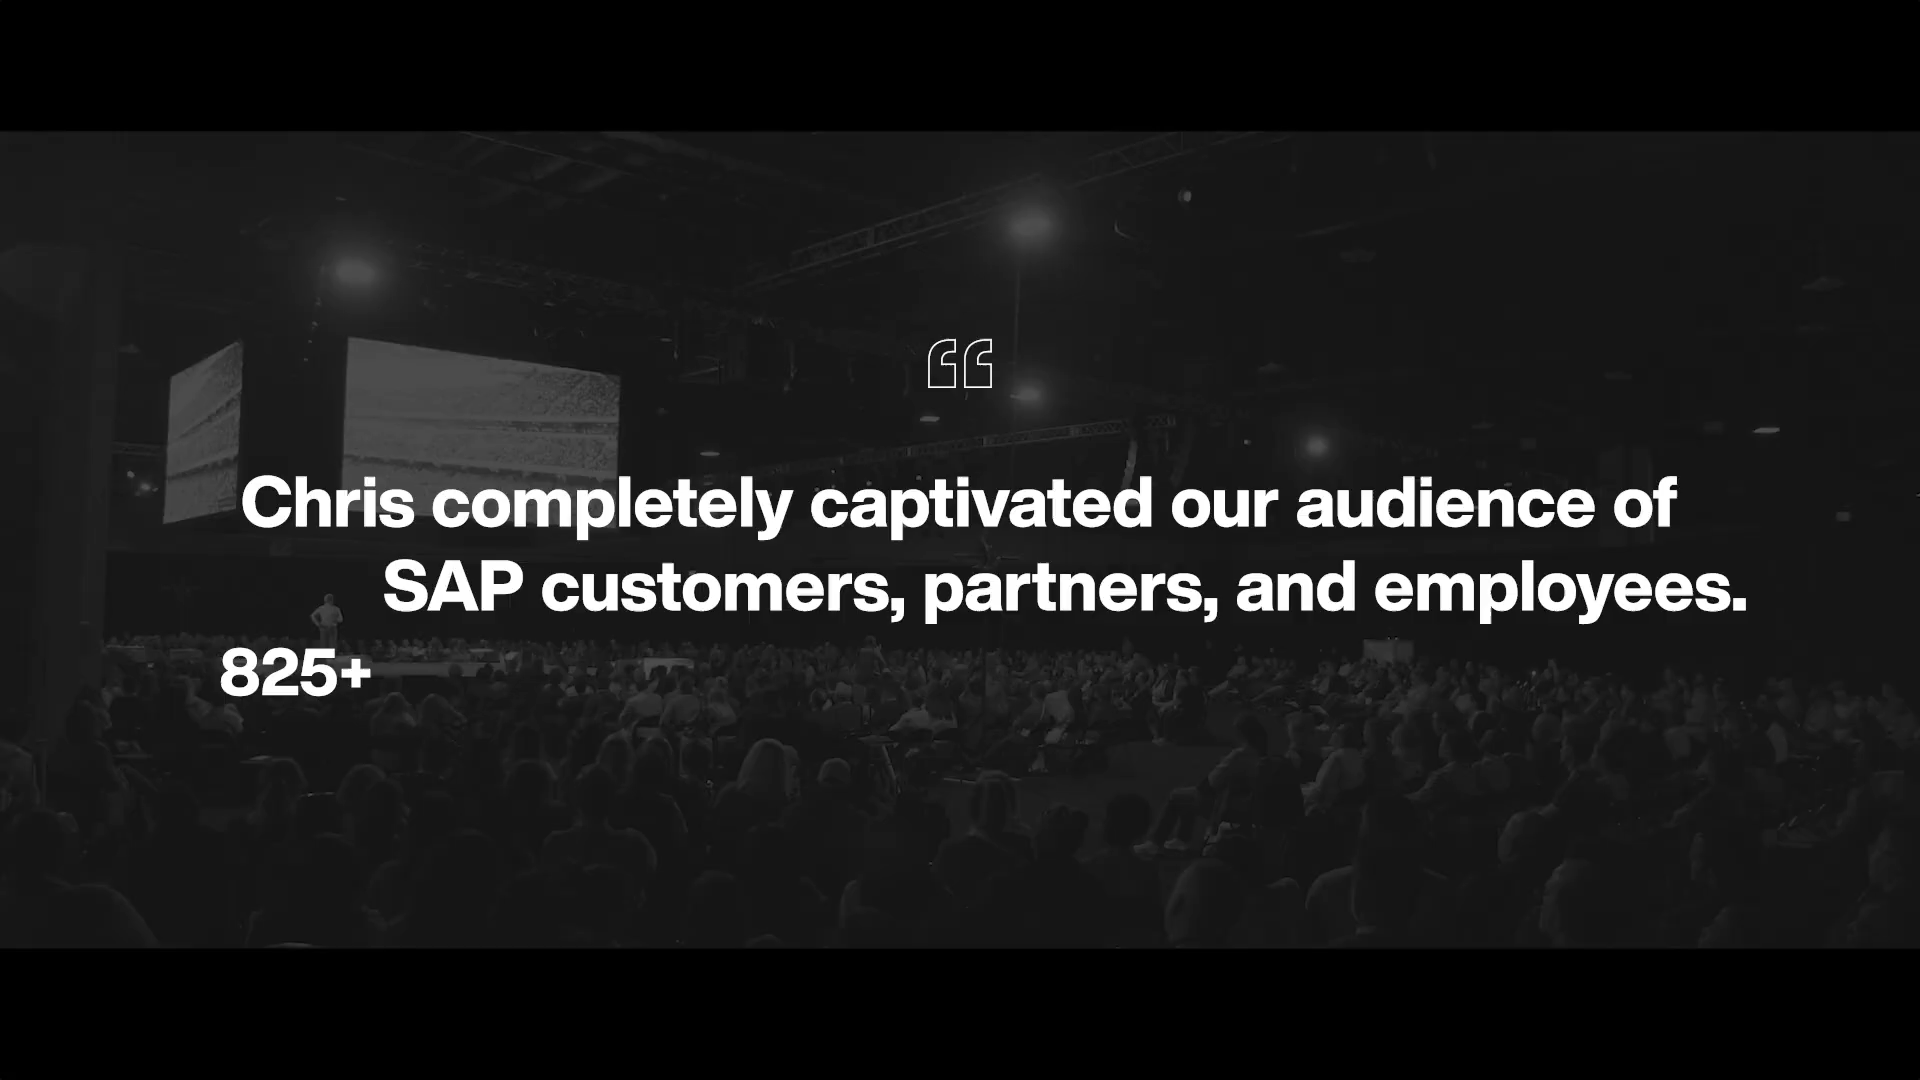 “
Chris completely captivated our audience of
SAP customers, partners, and employees.
825+